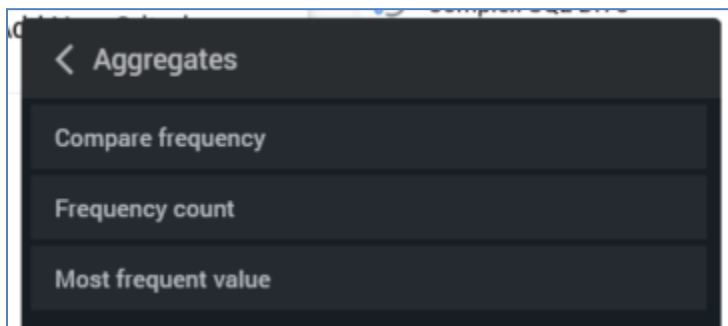 Aggregates
Compare frequency
Frequency count
Most frequent value